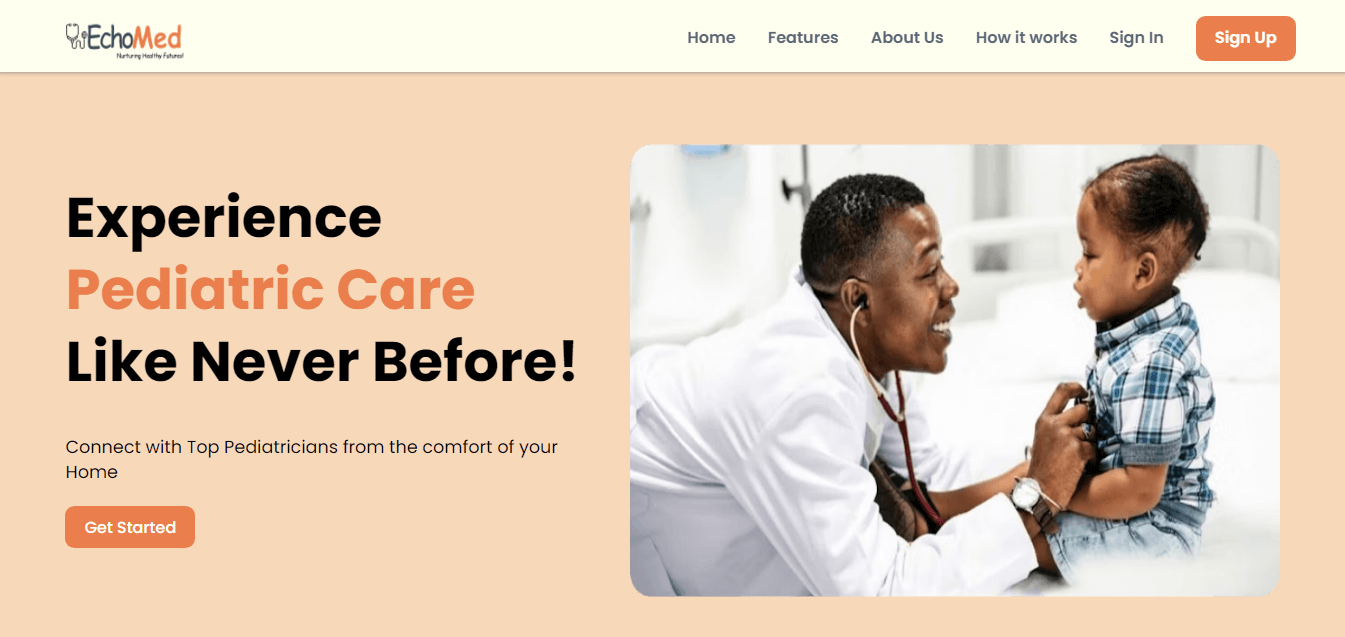 EchoMed
Nurturing Healthy Futures!
Home
Features
About Us
How it works
Sign In
Sign Up
Experience
Pediatric Care
Like Never Before!
Connect with Top Pediatricians from the comfort of your
Home
Get Started